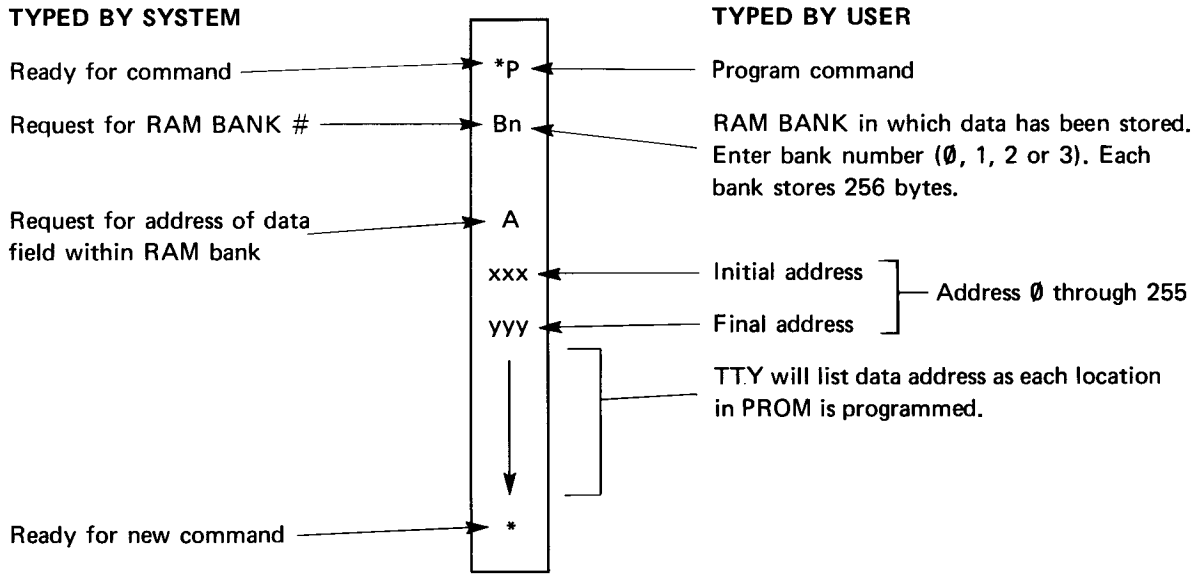 TYPED BY SYSTEM
TYPED BY USER
Ready for command
*P
Program command
Request for RAM BANK #
Bn
RAM BANK in which data has been stored.
Enter bank number (Ø, 1, 2 or 3). Each
bank stores 256 bytes.
Request for address of data
field within RAM bank
A
xxx
Initial address
Address Ø through 255
yyy
Final address
TTY will list data address as each location
in PROM is programmed.
Ready for new command
*